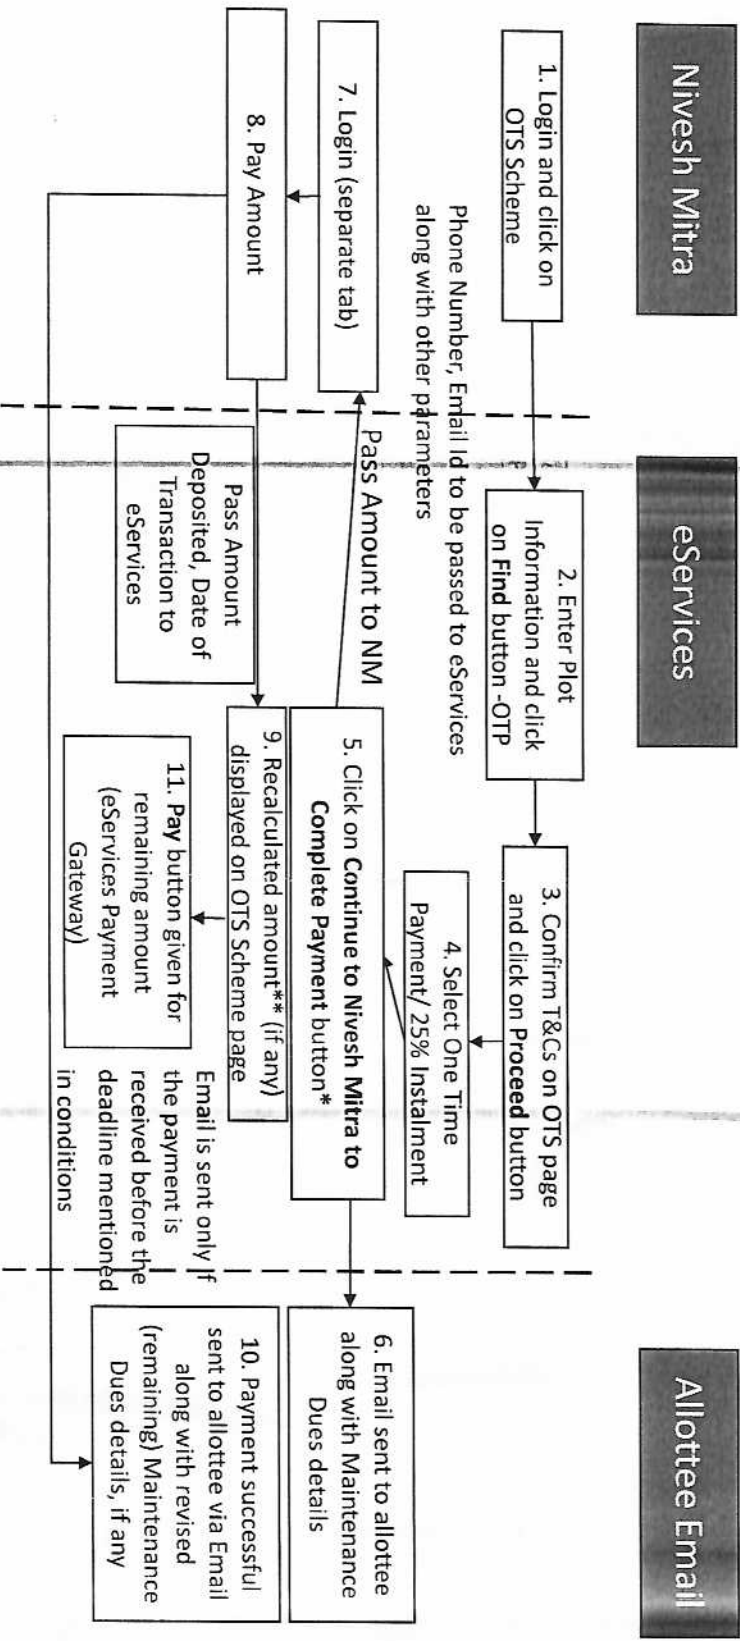 Nivesh Mitra
eServices
Allottee Email
1. Login and click on
OTS Scheme
2. Enter Plot
Information and click
on Find button -OTP
3. Confirm T&Cs on OTS page
and click on Proceed button
Phone Number, Email Id to be passed to eServices
along with other parameters
4. Select One Time
Payment/ 25% Instalment
7. Login (separate tab)
Pass Amount to NM
5. Click on Continue to Nivesh Mitra to
Complete Payment button*
6. Email sent to allottee
along with Maintenance
Dues details
8. Pay Amount
Pass Amount
Deposited, Date of
Transaction to
eServices
9. Recalculated amount** (if any)
displayed on OTS Scheme page
11. Pay button given for
remaining amount
(eServices Payment
Gateway)
Email is sent only if
the payment is
received before the
deadline mentioned
in conditions
10. Payment successful
sent to allottee via Email
along with revised
(remaining) Maintenance
Dues details, if any